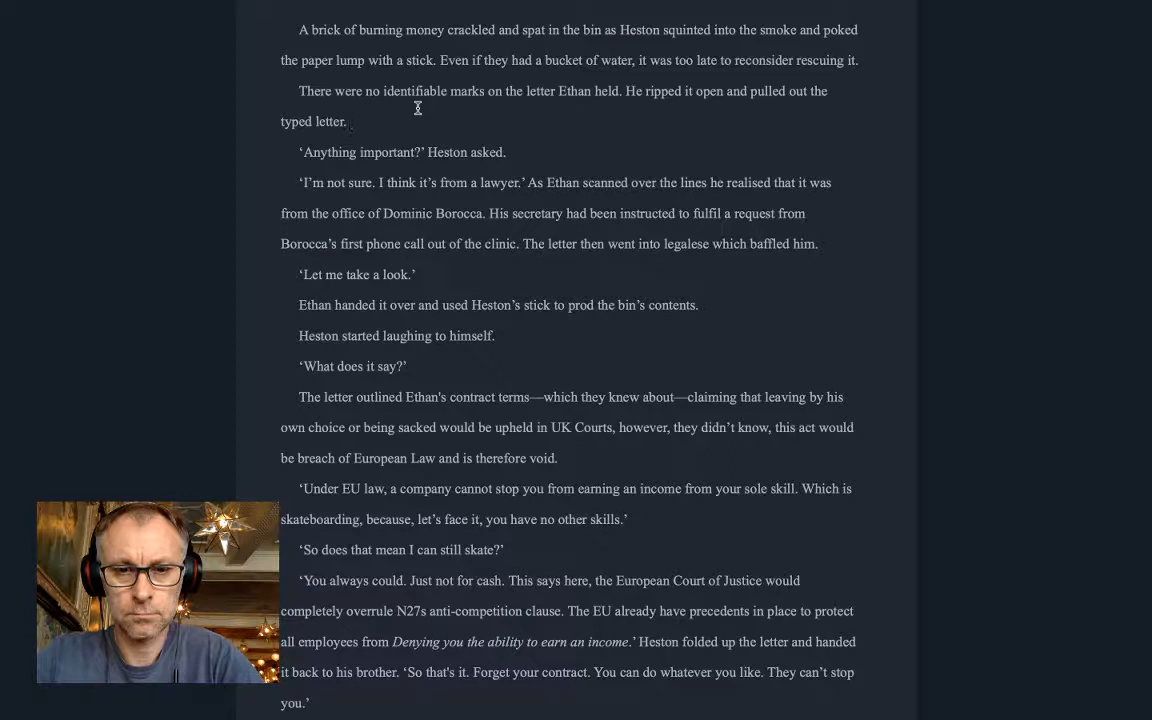 A brick of burning money crackled and spat in the bin as Heston squinted into the smoke and poked
the paper lump with a stick. Even if they had a bucket of water, it was too late to reconsider rescuing it.
There were no identifiable marks on the letter Ethan held. He ripped it open and pulled out the
typed letter.
‘Anything important?’ Heston asked.
‘I’m not sure. I think it’s from a lawyer.’ As Ethan scanned over the lines he realised that it was
from the office of Dominic Borocca. His secretary had been instructed to fulfil a request from
Borocca’s first phone call out of the clinic. The letter then went into legalese which baffled him.
‘Let me take a look.’
Ethan handed it over and used Heston’s stick to prod the bin’s contents.
Heston started laughing to himself.
‘What does it say?’
The letter outlined Ethan's contract terms—which they knew about—claiming that leaving by his
own choice or being sacked would be upheld in UK Courts, however, they didn’t know, this act would
be breach of European Law and is therefore void.
‘Under EU law, a company cannot stop you from earning an income from your sole skill. Which is
skateboarding, because, let’s face it, you have no other skills.’
‘So does that mean I can still skate?’
‘You always could. Just not for cash. This says here, the European Court of Justice would
completely overrule N27s anti-competition clause. The EU already have precedents in place to protect
all employees from Denying you the ability to earn an income.’ Heston folded up the letter and handed
it back to his brother. ‘So that's it. Forget your contract. You can do whatever you like. They can’t stop
you.’